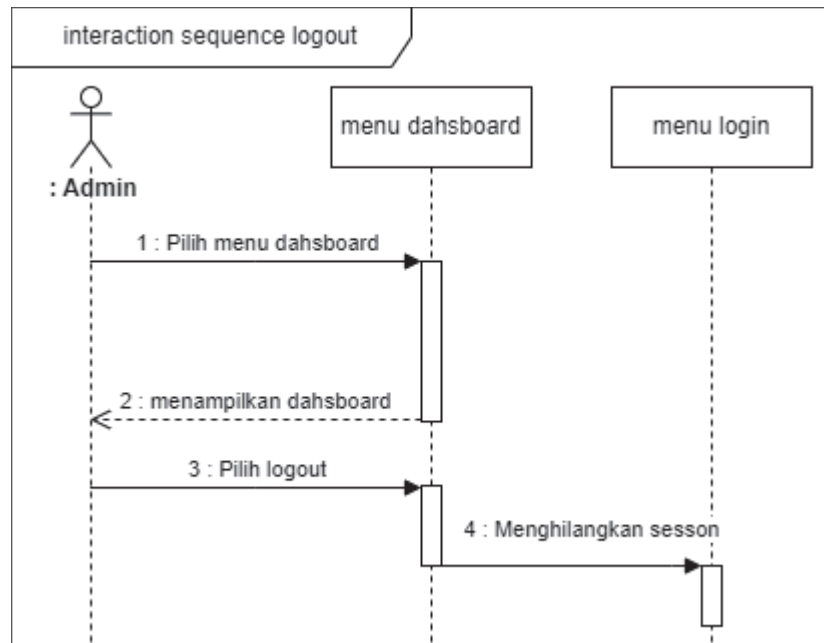 interaction sequence logout
menu dahsboard
menu login
: Admin
1 : Pilih menu dahsboard
2 : menampilkan dahsboard
3 : Pilih logout
4 : Menghilangkan sesson